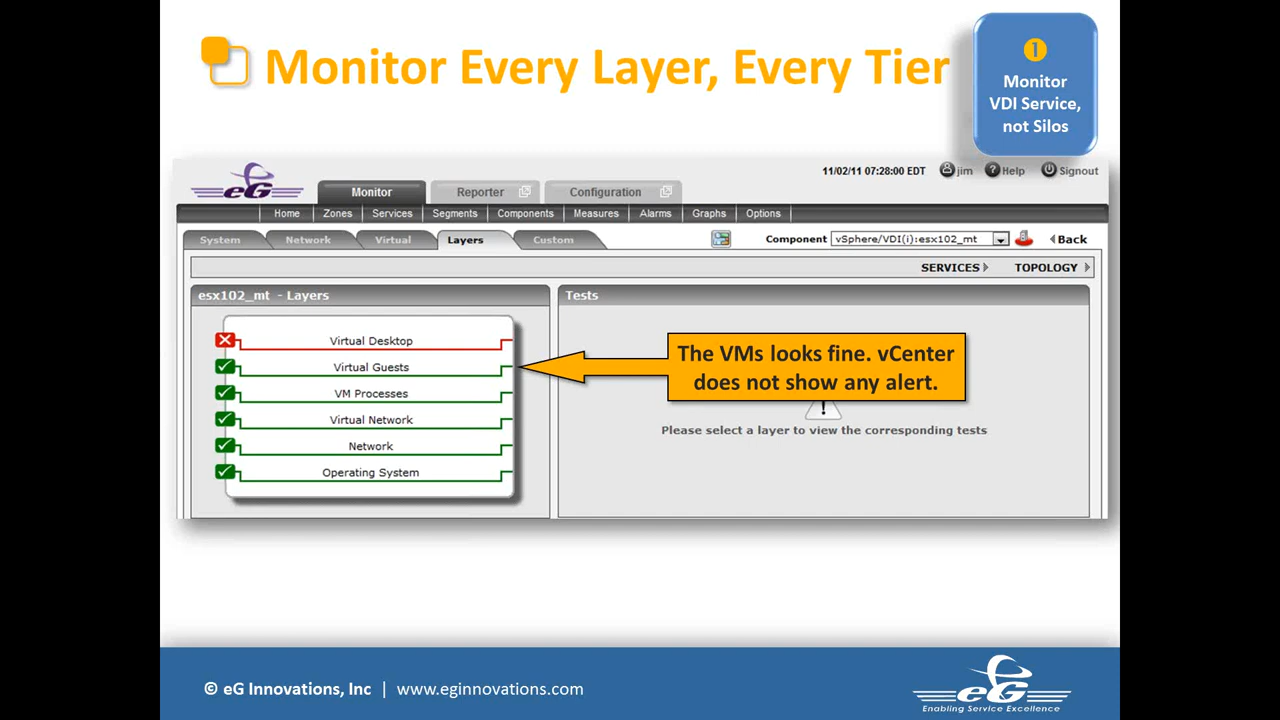 Monitor Every Layer, Every Tier
1
Monitor
VDI Service,
not Silos
eG
11/02/11 07:28:00 EDT jim ? Help Signout
Monitor Reporter Configuration
Home Zones Services Segments Components Measures Alarms Graphs Options
System Network Virtual Layers Custom Component vSphere/VDI(i):esx102_mt Back
SERVICES TOPOLOGY
esx102_mt - Layers
Tests
Virtual Desktop
Virtual Guests
VM Processes
Virtual Network
Network
Operating System
The VMs looks fine. vCenter
does not show any alert.
!
Please select a layer to view the corresponding tests
© eG Innovations, Inc | www.eginnovations.com
eG
Enabling Service Excellence